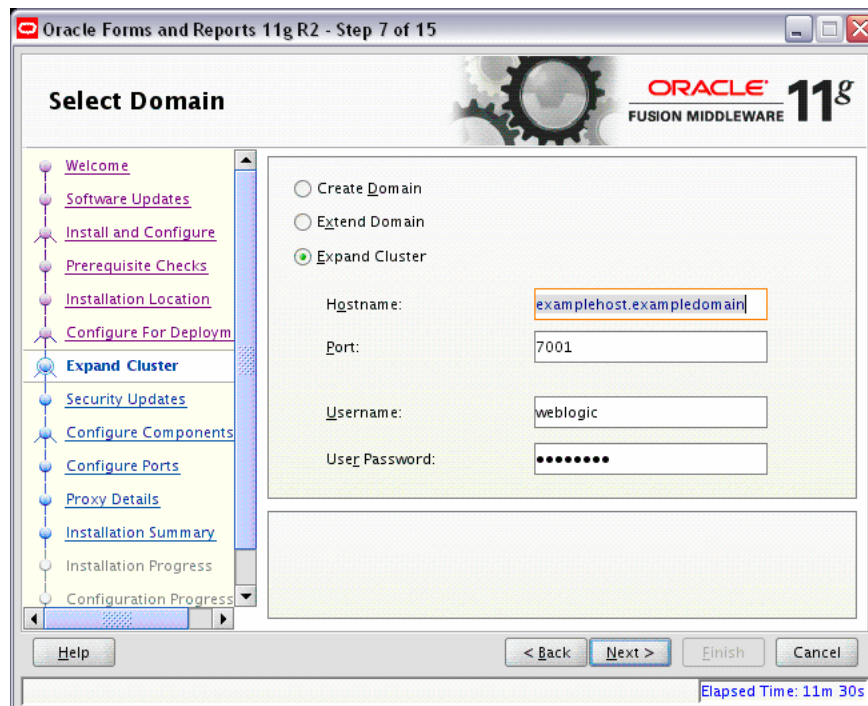 Oracle Forms and Reports 11g R2 - Step 7 of 15
Select Domain
ORACLE
FUSION MIDDLEWARE
11g
Welcome
Software Updates
Install and Configure
Prerequisite Checks
Installation Location
Configure For Deploym
Expand Cluster
Security Updates
Configure Components
Configure Ports
Proxy Details
Installation Summary
Installation Progress
Configuration Progress
Create Domain
Extend Domain
Expand Cluster
Hostname:
examplehost.exampledomain
Port:
7001
Username:
weblogic
User Password:
••••••••
Help
< Back
Next >
Finish
Cancel
Elapsed Time: 11m 30s